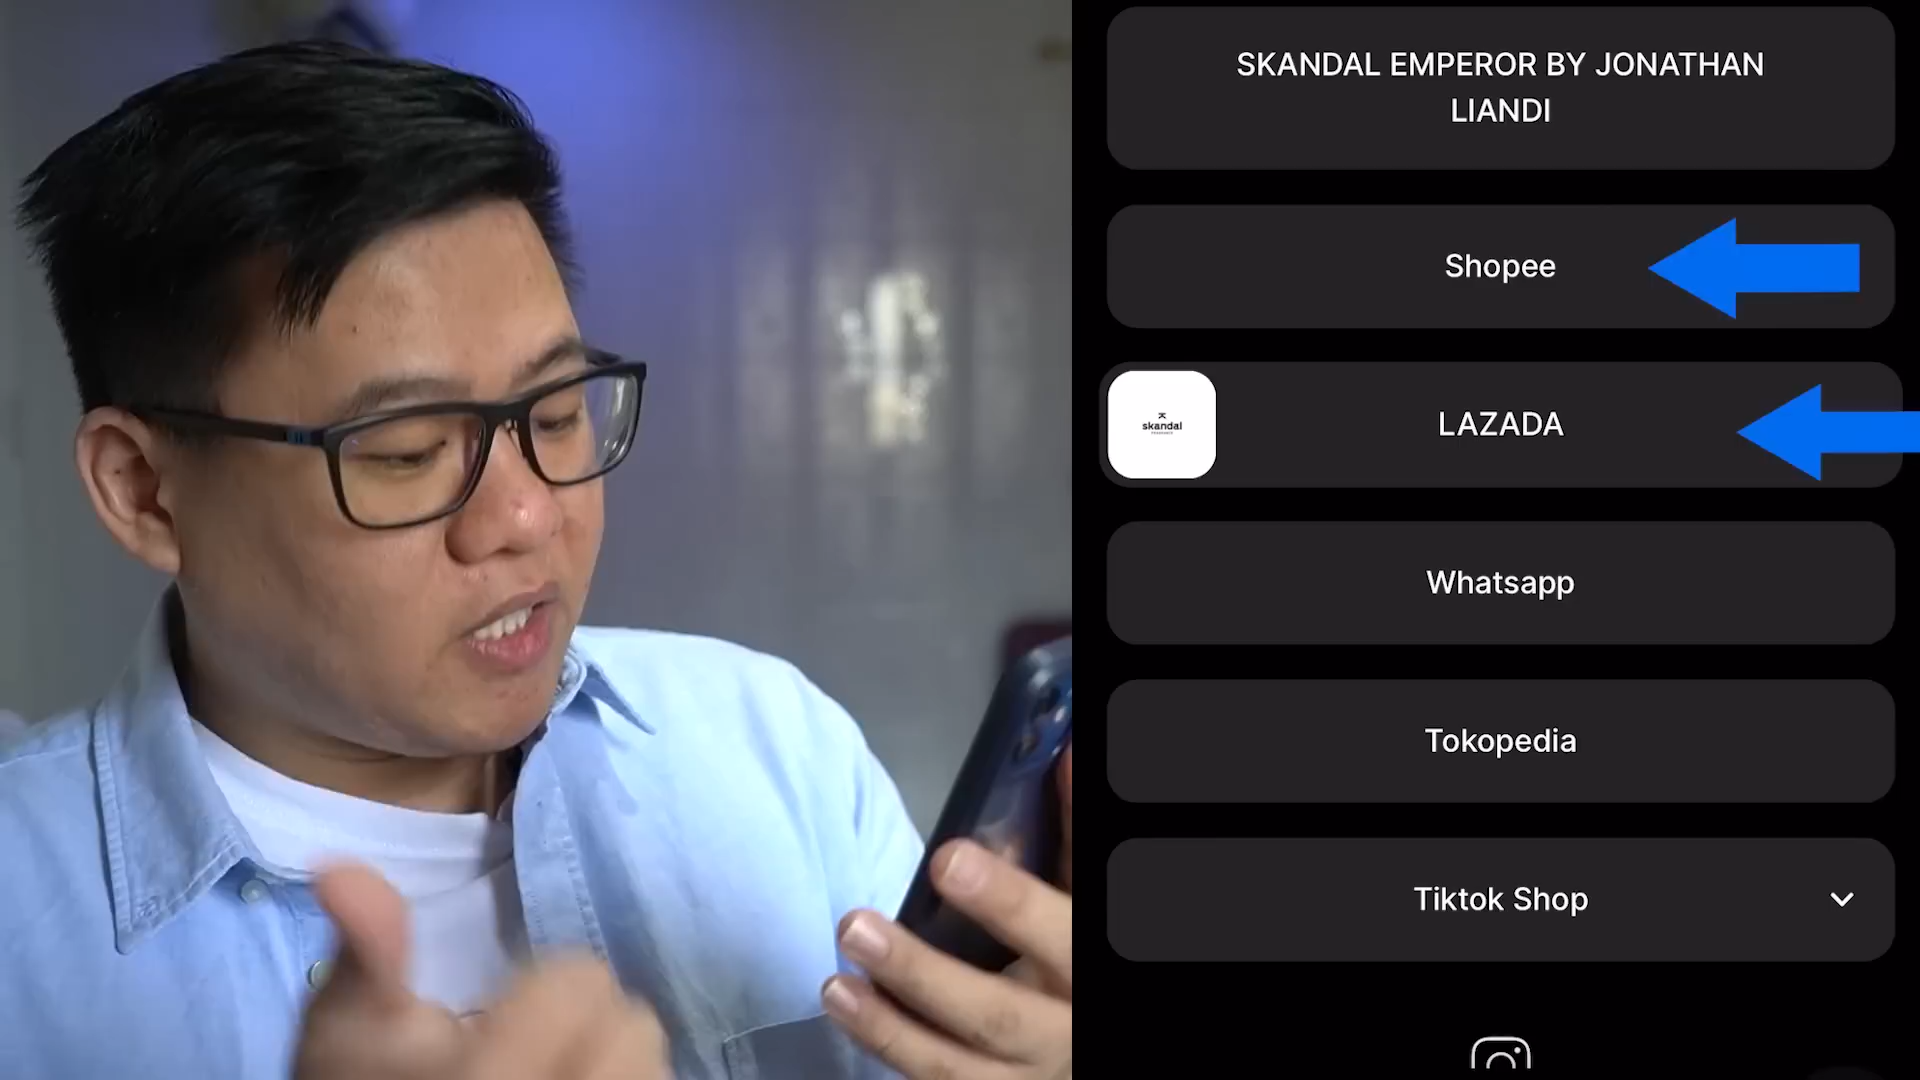 SKANDAL EMPEROR BY JONATHAN
LIANDI
Shopee
skandal
LAZADA
Whatsapp
Tokopedia
Tiktok Shop